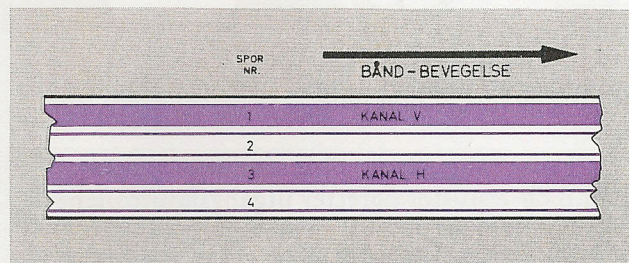 SPOR
NR.
BÅND-BEVEGELSE
1 KANAL V
2
3 KANAL H
4